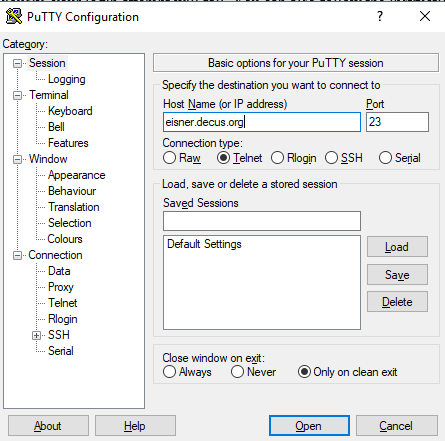 PuTTY Configuration
Category:
Session
Logging
Terminal
Keyboard
Bell
Features
Window
Appearance
Behaviour
Translation
Selection
Colours
Connection
Data
Proxy
Telnet
Rlogin
SSH
Serial
Basic options for your PuTTY session
Specify the destination you want to connect to
Host Name (or IP address) Port
eisner.decus.org 23
Connection type:
Raw Telnet Rlogin SSH Serial
Load, save or delete a stored session
Saved Sessions
Default Settings
Load
Save
Delete
Close window on exit:
Always Never Only on clean exit
About Help Open Cancel